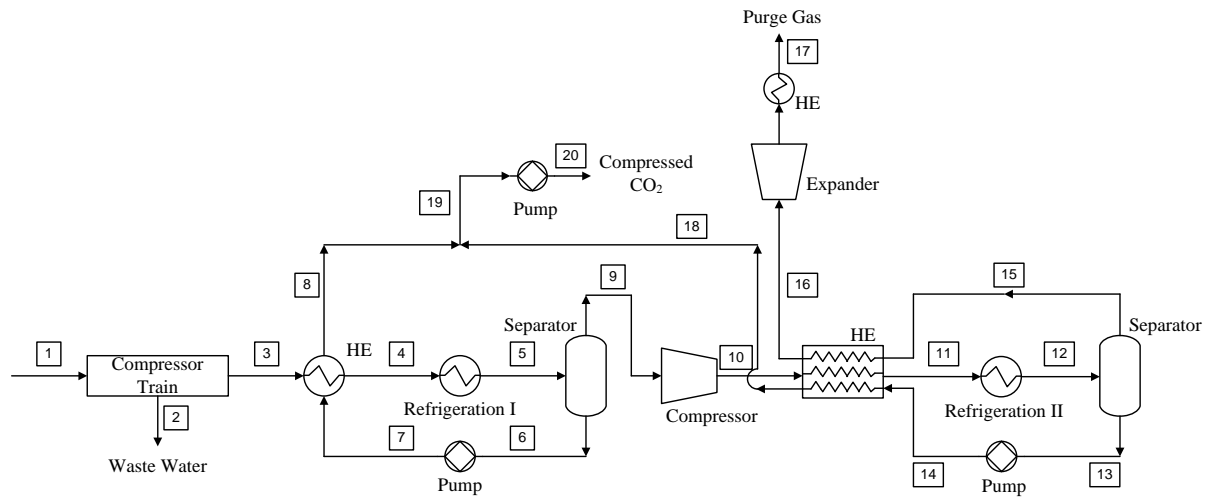 Purge Gas
17
HE
20
Compressed
CO₂
Expander
19
Pump
18
9
15
8
16
Separator
HE
Separator
1
Compressor
Train
3
HE
4
5
10
11
12
2
Refrigeration I
Compressor
Refrigeration II
Waste Water
7
6
Pump
14
13
Pump